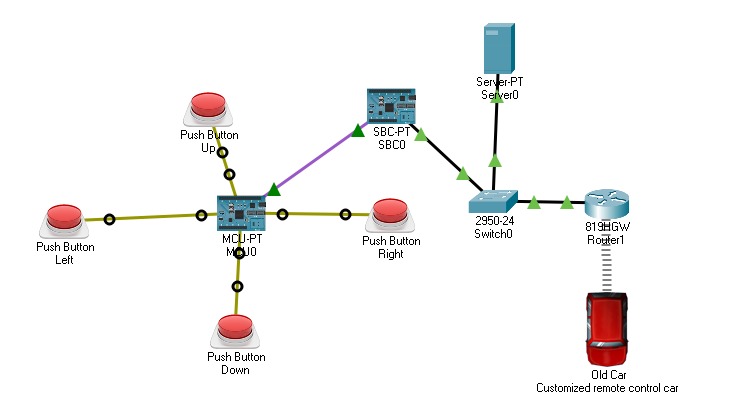 Server-PT
Server0
SBC-PT
SBC0
Push Button
Up
2950-24
Switch0
819HGW
Router1
Push Button
Left
MCU-PT
MCU0
Push Button
Right
Push Button
Down
Old Car
Customized remote control car